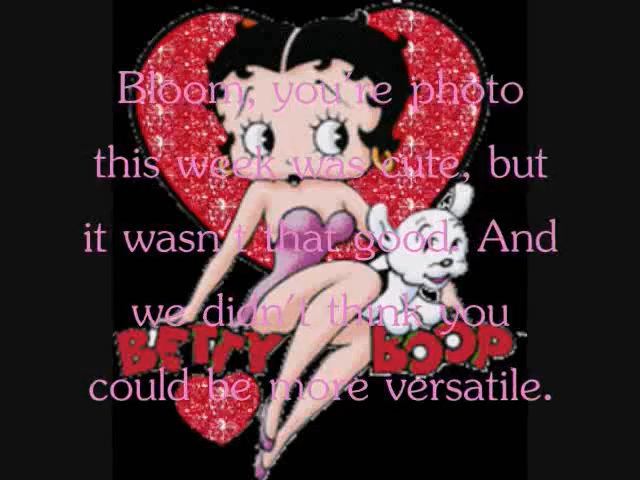 Bloom, you're photo
this week was cute, but
it wasn't that good. And
we didn't think you
BETTY BOOP
could be more versatile.